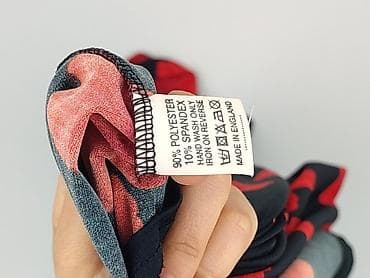 90% POLYESTER
10% SPANDEX
HAND WASH ONLY
IRON ON REVERSE
MADE IN ENGLAND